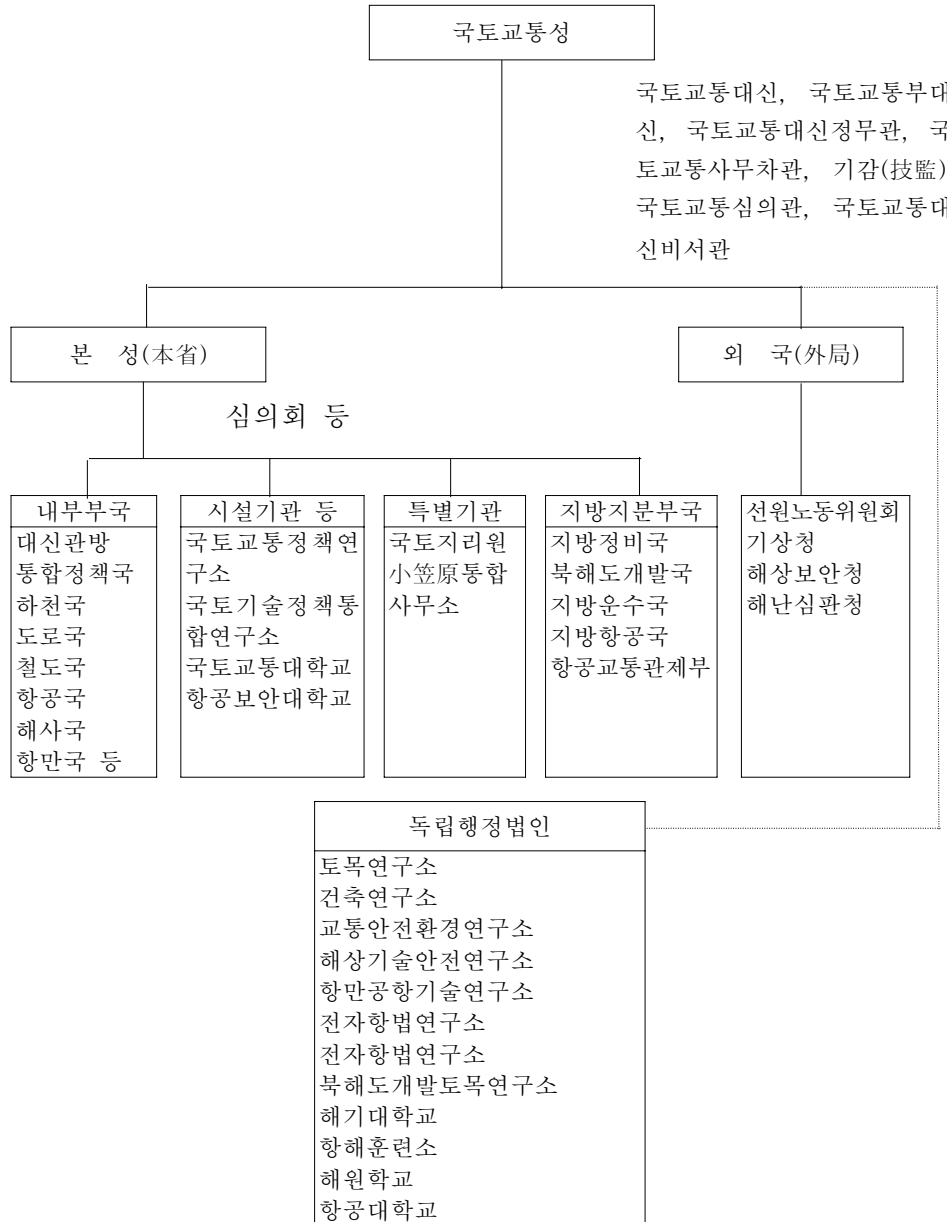 국토교통성
국토교통대신, 국토교통부대
신, 국토교통대신정무관, 국
토교통사무차관, 기감(技監)
국토교통심의관, 국토교통대
신비서관
본 성(本省)
외 국(外局)
심의회 등
내부부국
대신관방
통합정책국
하천국
도로국
철도국
항공국
해사국
항만국 등
시설기관 등
국토교통정책연
구소
국토기술정책통
합연구소
국토교통대학교
항공보안대학교
특별기관
국토지리원
小笠原통합
사무소
지방지분부국
지방정비국
북해도개발국
지방운수국
지방항공국
항공교통관제부
선원노동위원회
기상청
해상보안청
해난심판청
독립행정법인
토목연구소
건축연구소
교통안전환경연구소
해상기술안전연구소
항만공항기술연구소
전자항법연구소
전자항법연구소
북해도개발토목연구소
해기대학교
항해훈련소
해원학교
항공대학교